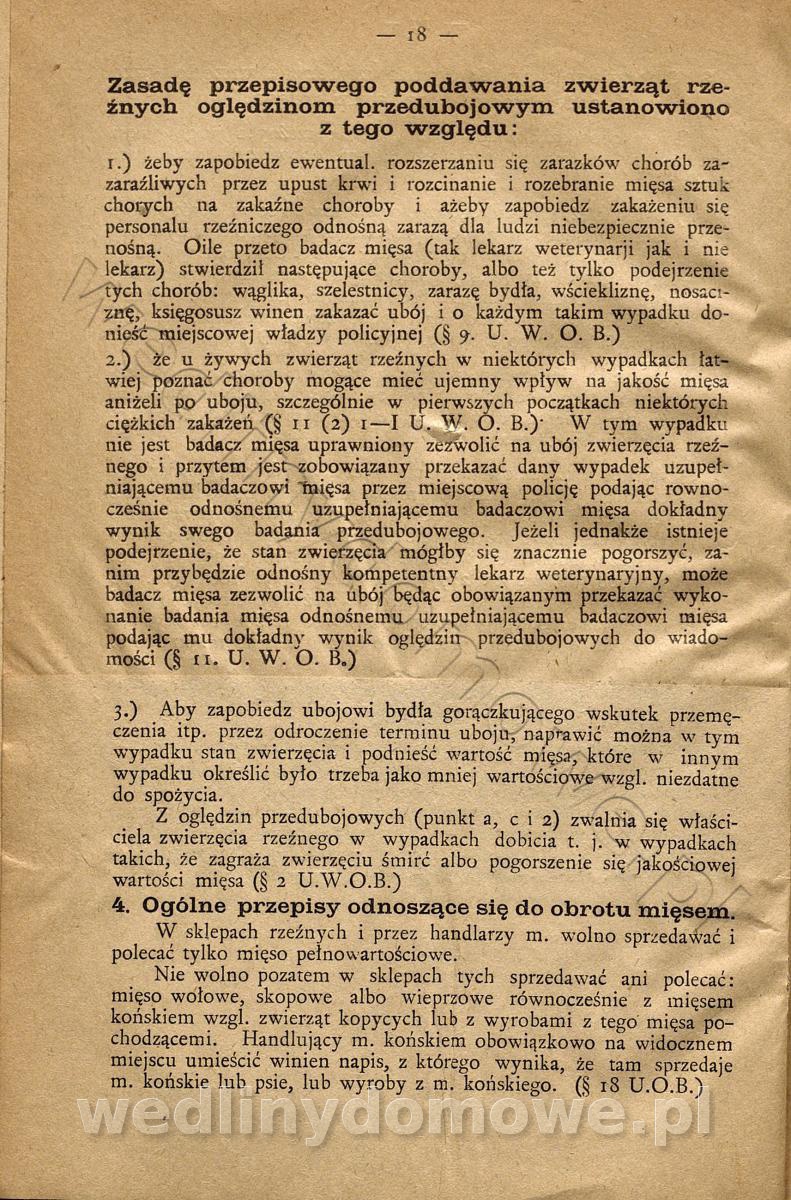 — 18 —
Zasadę przepisowego poddawania zwierząt rze-
źnych oględzinom przedubojowym ustanowiono
z tego względu:
1.) żeby zapobiedz ewentual. rozszerzaniu się zarazków chorób za-
zaraźliwych przez upust krwi i rozcinanie i rozebranie mięsa sztuk
chorych na zakaźne choroby i ażeby zapobiedz zakażeniu się
personalu rzeźniczego odnośną zarazą dla ludzi niebezpiecznie prze-
nośną. Oile przeto badacz mięsa (tak lekarz weterynarji jak i nie
lekarz) stwierdził następujące choroby, albo też tylko podejrzenie
tych chorób: wąglika, szelestnicy, zarazę bydła, wściekliznę, nosaci-
znę, księgosusz winen zakazać ubój i o każdym takim wypadku do-
nieść miejscowej władzy policyjnej (§ 9. U. W. O. B.)
2.) że u żywych zwierząt rzeźnych w niektórych wypadkach łat-
wiej poznać choroby mogące mieć ujemny wpływ na jakość mięsa
aniżeli po uboju, szczególnie w pierwszych początkach niektórych
ciężkich zakażeń (§ 11 (2) 1—I U. W. O. B.)· W tym wypadku
nie jest badacz mięsa uprawniony zezwolić na ubój zwierzęcia rzeź-
nego i przytem jest zobowiązany przekazać dany wypadek uzupeł-
niającemu badaczowi mięsa przez miejscową policję podając rowno-
cześnie odnośnemu uzupełniającemu badaczowi mięsa dokładny
wynik swego badania przedubojowego. Jeżeli jednakże istnieje
podejrzenie, że stan zwierzęcia mógłby się znacznie pogorszyć, za-
nim przybędzie odnośny kompetentny lekarz weterynaryjny, może
badacz mięsa zezwolić na ubój będąc obowiązanym przekazać wyko-
nanie badania mięsa odnośnemu uzupełniającemu badaczowi mięsa
podając mu dokładny wynik oględzin przedubojowych do wiado-
mości (§ 11. U. W. O. B.)
3.) Aby zapobiedz ubojowi bydła gorączkującego wskutek przemę-
czenia itp. przez odroczenie terminu uboju, naprawić można w tym
wypadku stan zwierzęcia i podnieść wartość mięsa, które w innym
wypadku określić było trzeba jako mniej wartościowe wzgl. niezdatne
do spożycia.
Z oględzin przedubojowych (punkt a, c i 2) zwalnia się właści-
ciela zwierzęcia rzeźnego w wypadkach dobicia t. j. w wypadkach
takich, że zagraża zwierzęciu śmirć albo pogorszenie się jakościowej
wartości mięsa (§ 2 U.W.O.B.)
4. Ogólne przepisy odnoszące się do obrotu mięsem.
W sklepach rzeźnych i przez handlarzy m. wolno sprzedawać i
polecać tylko mięso pełnowartościowe.
Nie wolno pozatem w sklepach tych sprzedawać ani polecać:
mięso wołowe, skopowe albo wieprzowe równocześnie z mięsem
końskiem wzgl. zwierząt kopycych lub z wyrobami z tego mięsa po-
chodzącemi. Handlujący m. końskiem obowiązkowo na widocznem
miejscu umieścić winien napis, z którego wynika, że tam sprzedaje
m. końskie lub psie, lub wyroby z m. końskiego. (§ 18 U.O.B.)
wedlinydomowe.pl